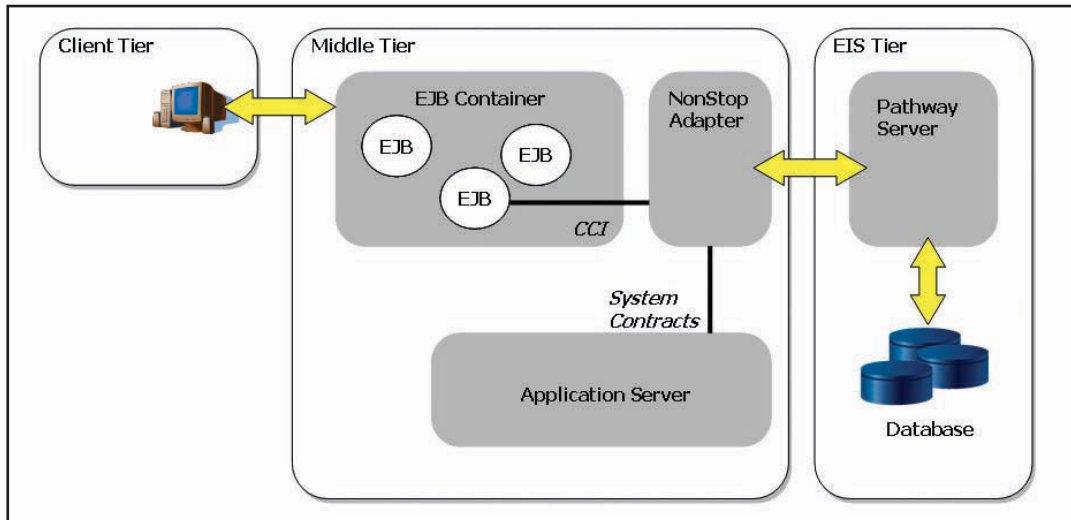 Client Tier
Middle Tier
EJB Container
EJB
EJB
EJB
CCI
NonStop
Adapter
System
Contracts
Application Server
EIS Tier
Pathway
Server
Database